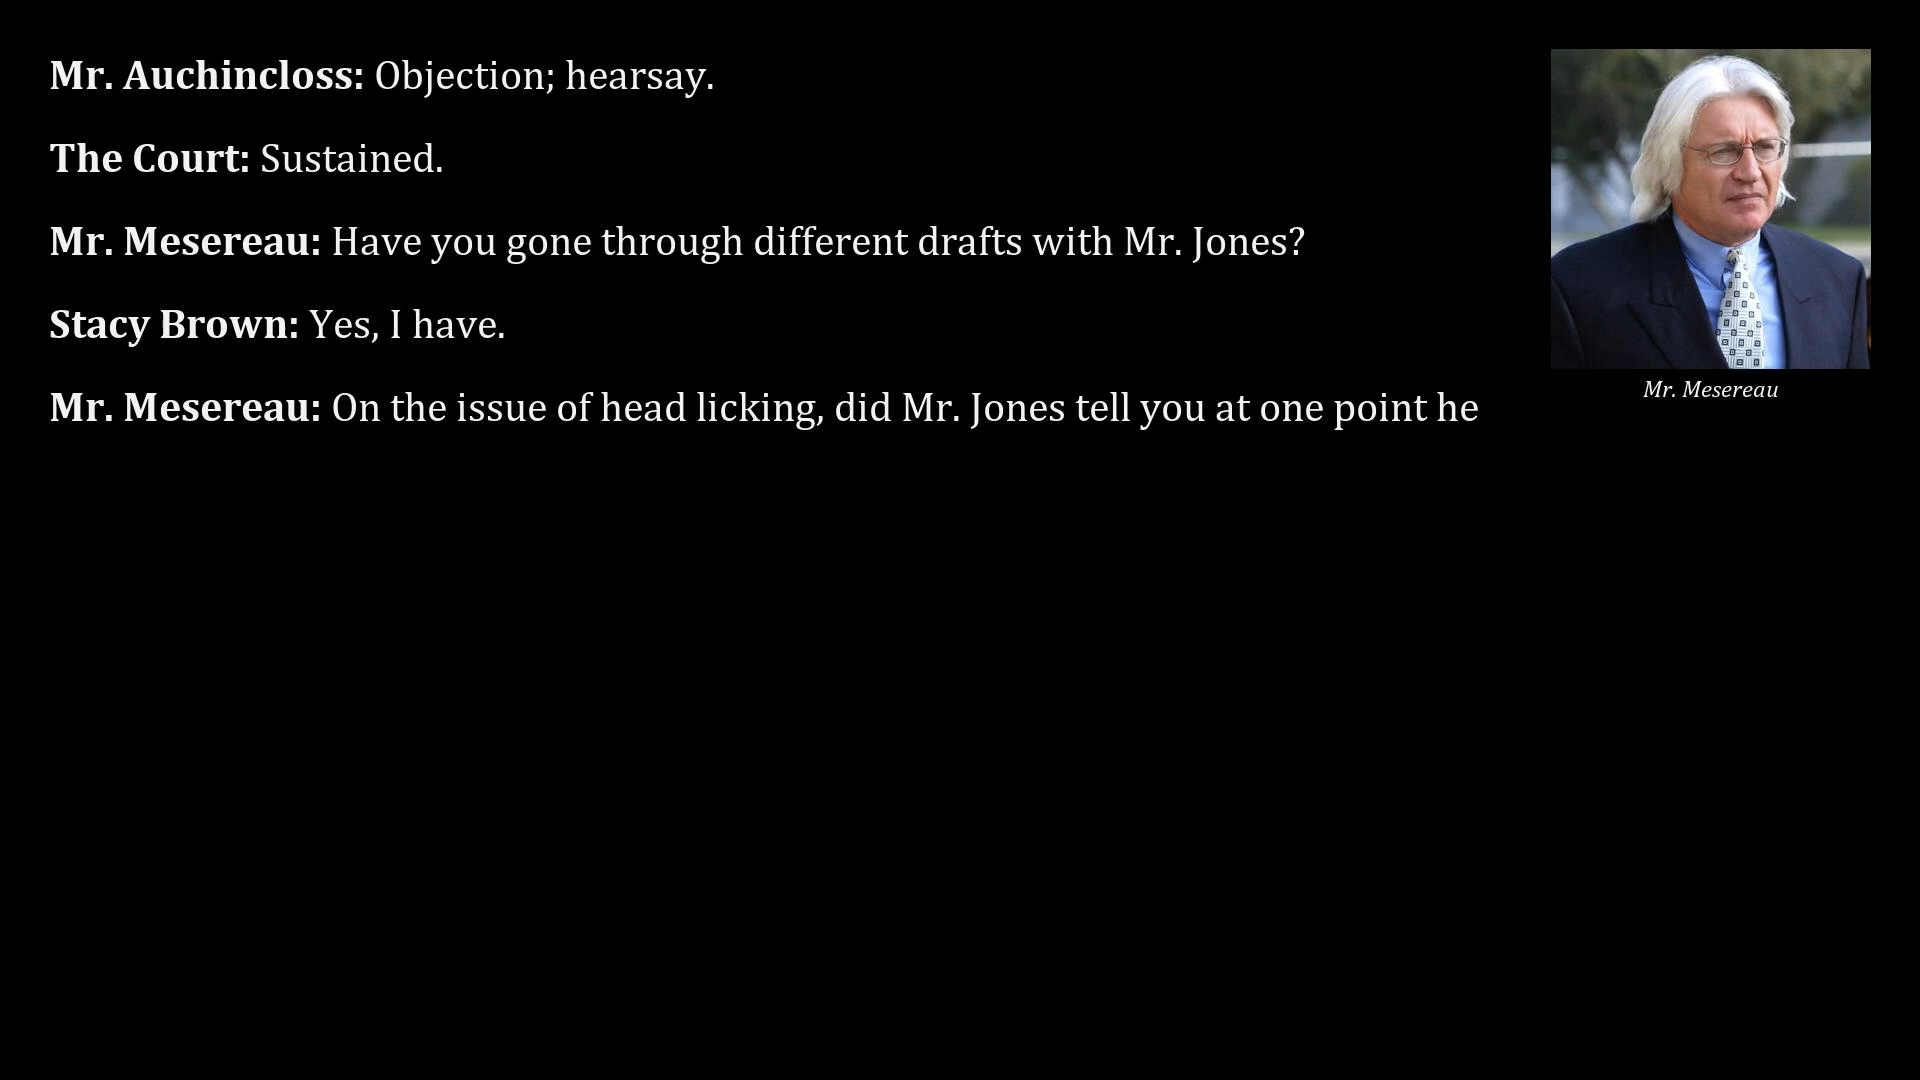 Mr. Auchincloss: Objection; hearsay.
The Court: Sustained.
Mr. Mesereau: Have you gone through different drafts with Mr. Jones?
Stacy Brown: Yes, I have.
Mr. Mesereau: On the issue of head licking, did Mr. Jones tell you at one point he
Mr. Mesereau